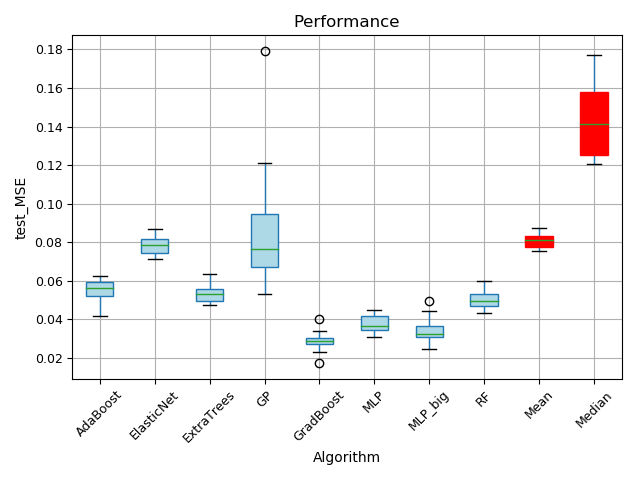 Performance
0.18
0.16
0.14
0.12
0.10
0.08
0.06
0.04
0.02
test_MSE
AdaBoost
ElasticNet
ExtraTrees
GP
GradBoost
MLP
MLP_big
RF
Mean
Median
Algorithm